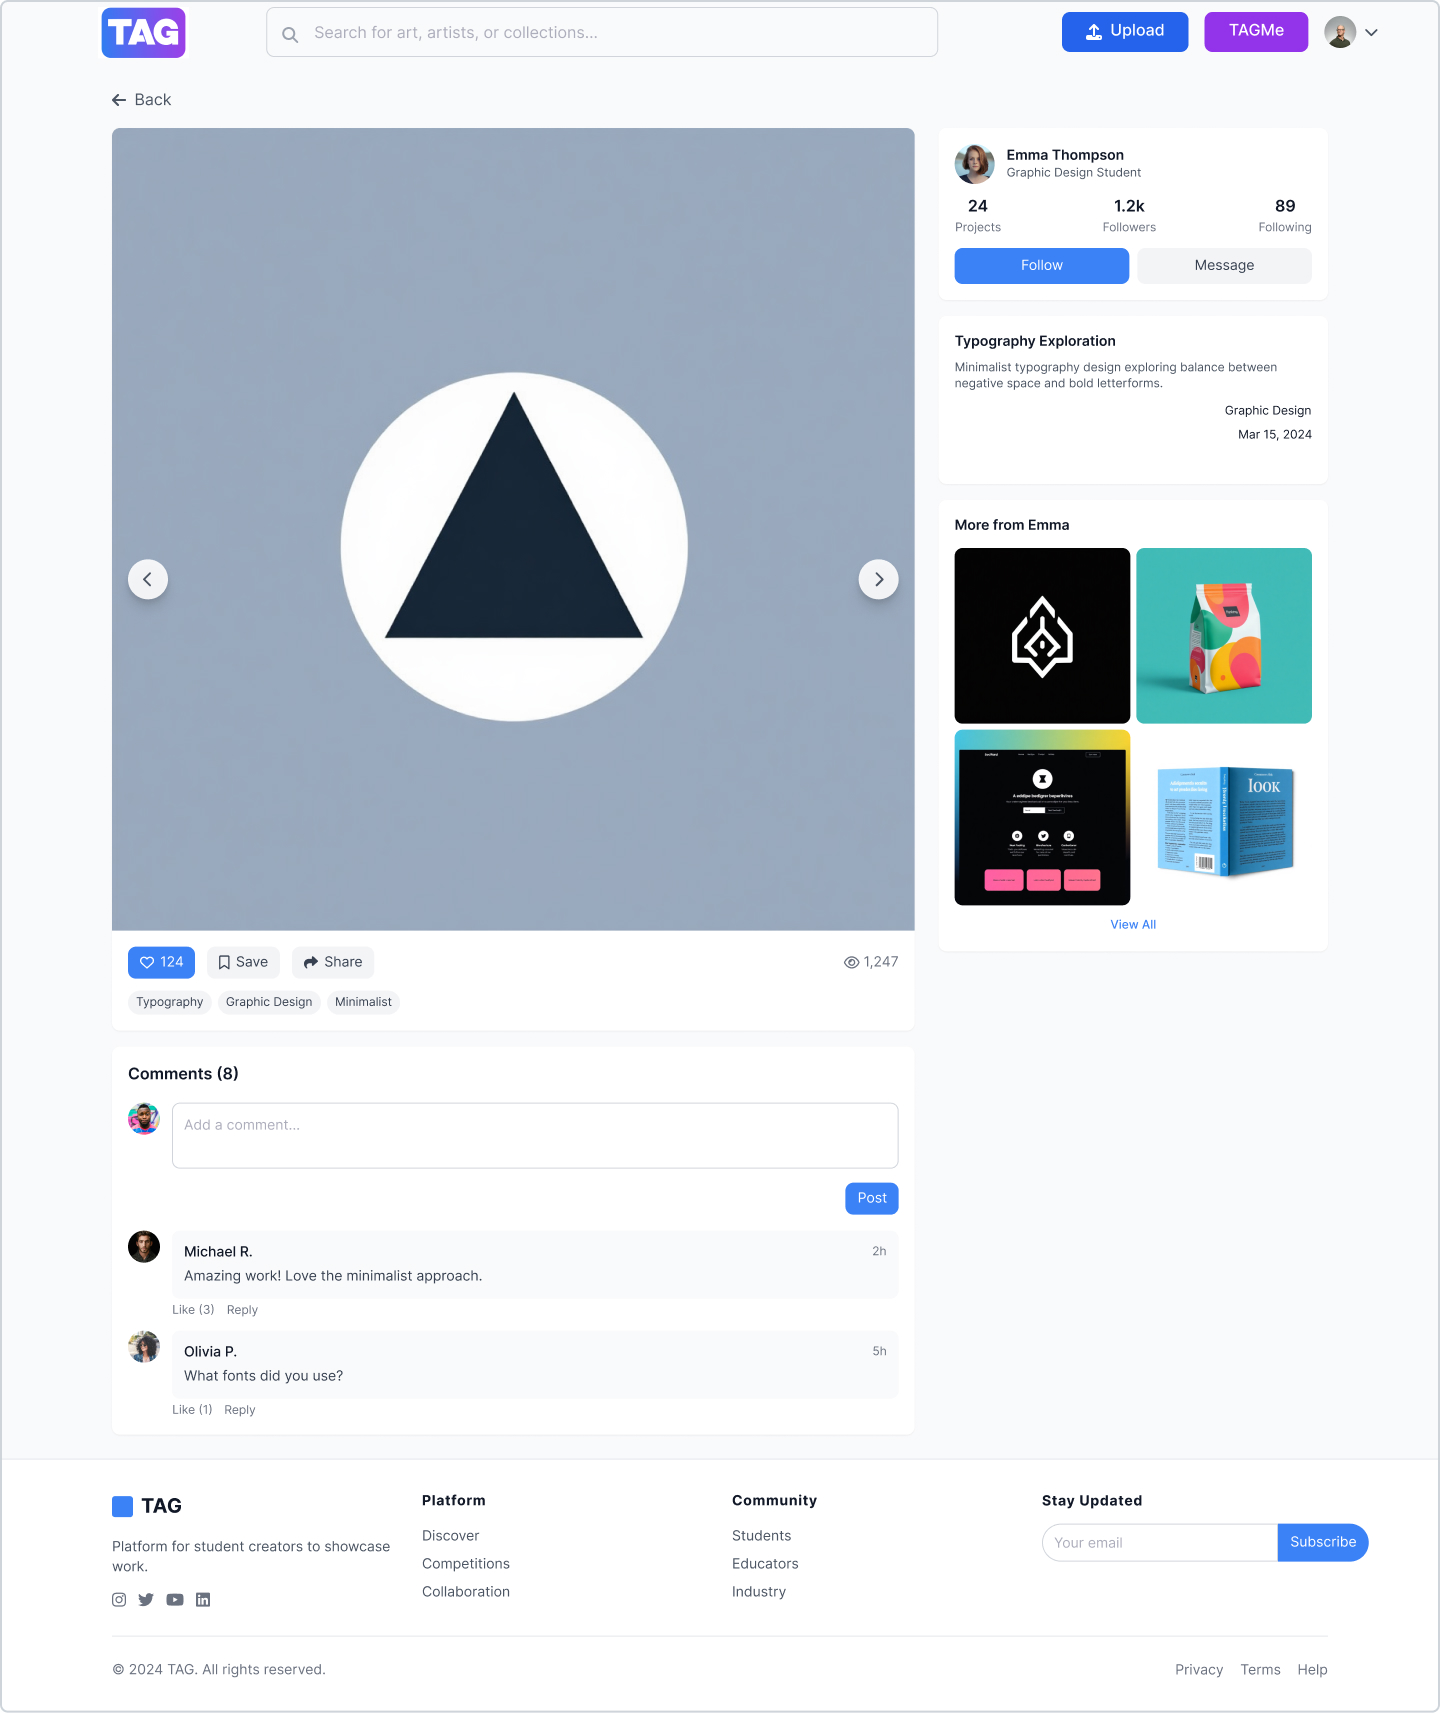 TAG
Search for art, artists, or collections...
Upload
TAGMe
Back
Emma Thompson
Graphic Design Student
24
Projects
1.2k
Followers
89
Following
Follow
Message
Typography Exploration
Minimalist typography design exploring balance between
negative space and bold letterforms.
Graphic Design
Mar 15, 2024
More from Emma
look
View All
124
Save
Share
1,247
Typography
Graphic Design
Minimalist
Comments (8)
Add a comment...
Post
Michael R.
2h
Amazing work! Love the minimalist approach.
Like (3)
Reply
Olivia P.
5h
What fonts did you use?
Like (1)
Reply
TAG
Platform for student creators to showcase
work.
Platform
Discover
Competitions
Collaboration
Community
Students
Educators
Industry
Stay Updated
Your email
Subscribe
© 2024 TAG. All rights reserved.
Privacy
Terms
Help